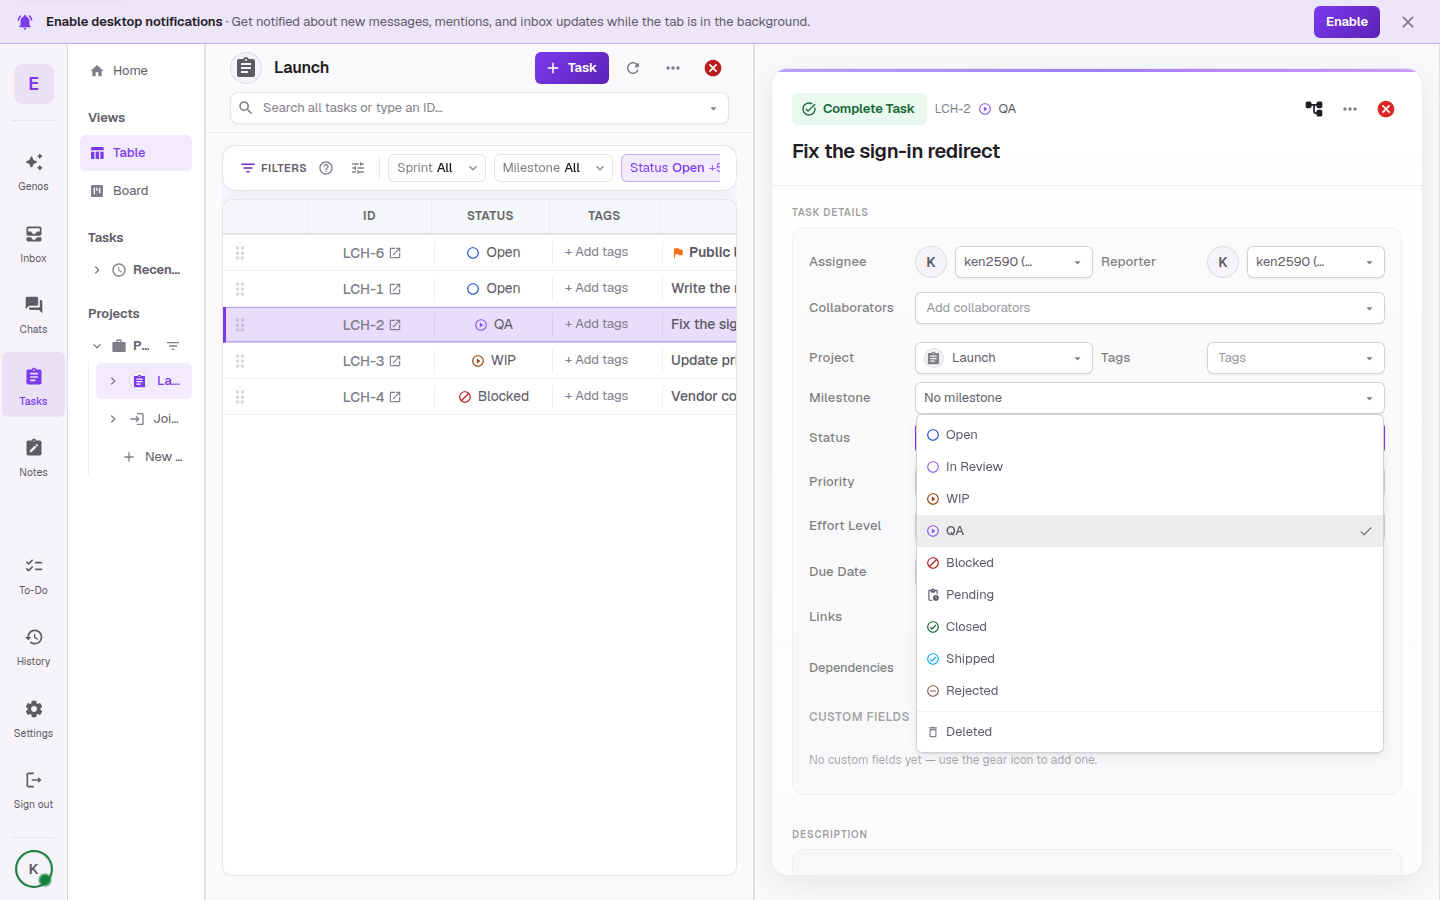 Enable desktop notifications · Get notified about new messages, mentions, and inbox updates while the tab is in the background.
Enable
E
Genos
Inbox
Chats
Tasks
Notes
To-Do
History
Settings
Sign out
K
Home
Views
Table
Board
Tasks
Recen...
Projects
P...
La...
Joi...
New ...
Launch
Task
Search all tasks or type an ID...
FILTERS
Sprint All
Milestone All
Status Open +5
ID STATUS TAGS
LCH-6 Open + Add tags Public
LCH-1 Open + Add tags Write the
LCH-2 QA + Add tags Fix the sig
LCH-3 WIP + Add tags Update pr
LCH-4 Blocked + Add tags Vendor co
Complete Task LCH-2 QA
Fix the sign-in redirect
TASK DETAILS
Assignee K ken2590 (... Reporter K ken2590 (...
Collaborators Add collaborators
Project Launch Tags Tags
Milestone No milestone
Status
Priority
Effort Level
Due Date
Links
Dependencies
Open
In Review
WIP
QA
Blocked
Pending
Closed
Shipped
Rejected
Deleted
CUSTOM FIELDS
No custom fields yet — use the gear icon to add one.
DESCRIPTION